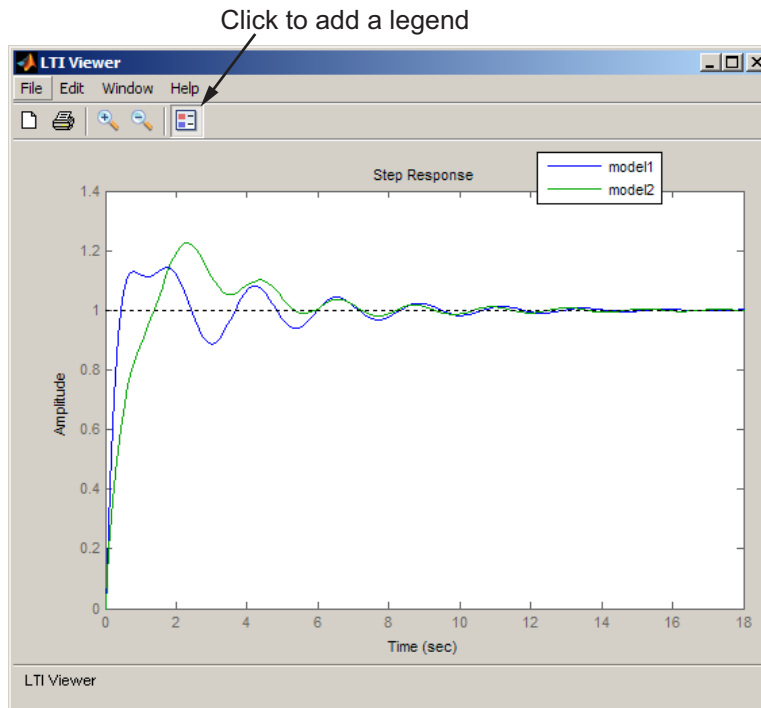 Click to add a legend
LTI Viewer
File Edit Window Help
Step Response
model1
model2
1.4
1.2
1
0.8
0.6
0.4
0.2
0
Amplitude
0 2 4 6 8 10 12 14 16 18
Time (sec)
LTI Viewer